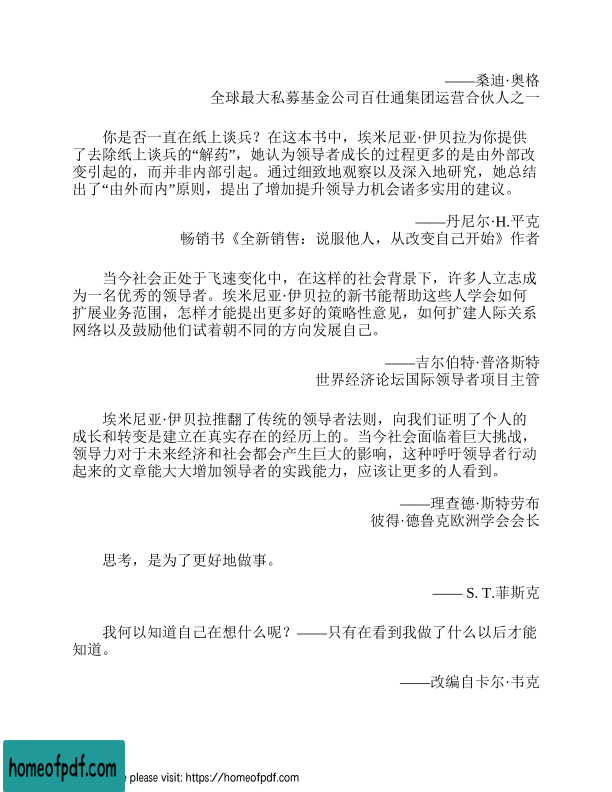 ——桑迪·奥格
全球最大私募基金公司百仕通集团运营合伙人之一
你是否一直在纸上谈兵？在这本书中，埃米尼亚·伊贝拉为你提供
了去除纸上谈兵的“解药”，她认为领导者成长的过程更多的是由外部改
变引起的，而并非内部引起。通过细致地观察以及深入地研究，她总结
出了“由外而内”原则，提出了增加提升领导力机会诸多实用的建议。
——丹尼尔·H.平克
畅销书《全新销售：说服他人，从改变自己开始》作者
当今社会正处于飞速变化中，在这样的社会背景下，许多人立志成
为一名优秀的领导者。埃米尼亚·伊贝拉的新书能帮助这些人学会如何
扩展业务范围，怎样才能提出更多好的策略性意见，如何扩建人际关系
网络以及鼓励他们试着朝不同的方向发展自己。
——吉尔伯特·普洛斯特
世界经济论坛国际领导者项目主管
埃米尼亚·伊贝拉推翻了传统的领导者法则，向我们证明了个人的
成长和转变是建立在真实存在的经历上的。当今社会面临着巨大挑战，
领导力对于未来经济和社会都会产生巨大的影响，这种呼吁领导者行动
起来的文章能大大增加领导者的实践能力，应该让更多的人看到。
——理查德·斯特劳布
彼得·德鲁克欧洲学会会长
思考，是为了更好地做事。
—— S. T.菲斯克
我何以知道自己在想什么呢？——只有在看到我做了什么以后才能
知道。
——改编自卡尔·韦克
homeofpdf.com
e please visit: https://homeofpdf.com